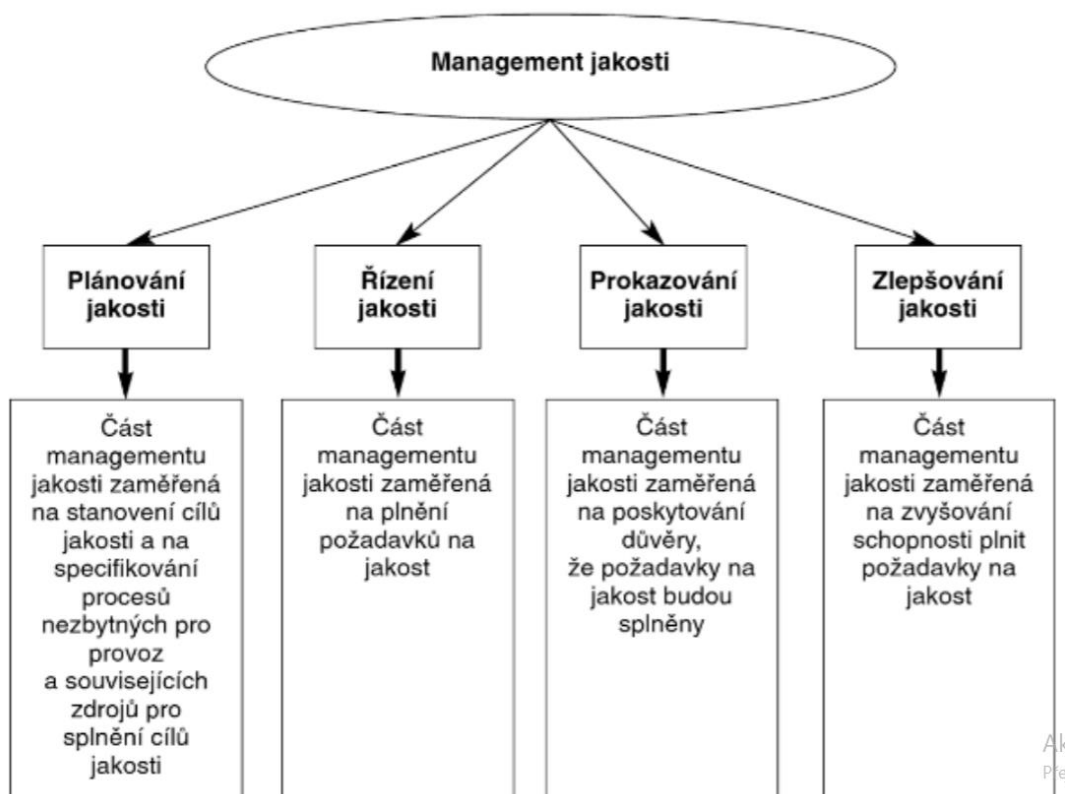 Management jakosti
Plánování
jakosti
Řízení
jakosti
Prokazování
jakosti
Zlepšování
jakosti
Část
managementu
jakosti zaměřená
na stanovení cílů
jakosti a na
specifikování
procesů
nezbytných pro
provoz
a souvisejících
zdrojů pro
splnění cílů
jakosti
Část
managementu
jakosti zaměřená
na plnění
požadavků na
jakost
Část
managementu
jakosti zaměřená
na poskytování
důvěry,
že požadavky na
jakost budou
splněny
Část
managementu
jakosti zaměřená
na zvyšování
schopnosti plnit
požadavky na
jakost